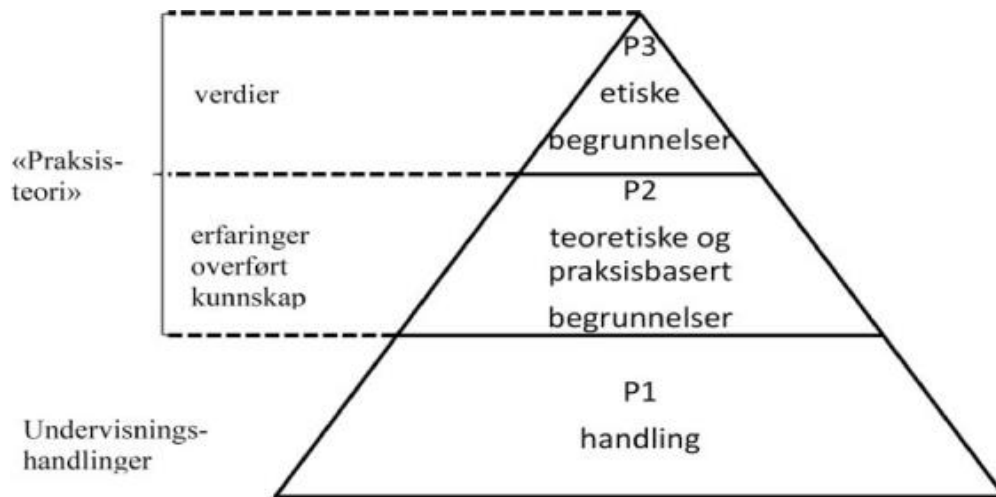 «Praksis-
teori»
verdier
erfaringer
overført
kunnskap
Undervisnings-
handlinger
P3
etiske
begrunnelser
P2
teoretiske og
praksisbasert
begrunnelser
P1
handling